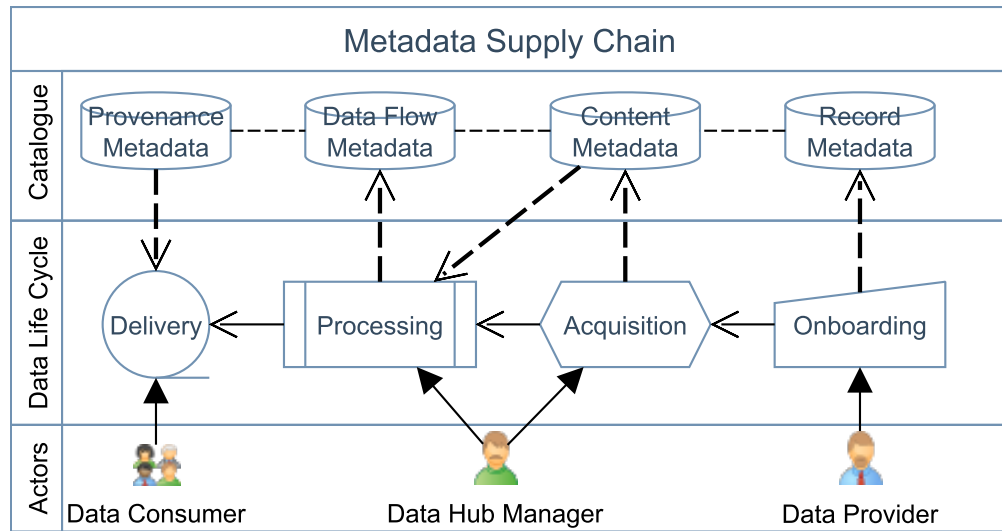 Metadata Supply Chain
Catalogue
Provenance
Metadata
Data Flow
Metadata
Content
Metadata
Record
Metadata
Data Life Cycle
Delivery
Processing
Acquisition
Onboarding
Actors
Data Consumer
Data Hub Manager
Data Provider